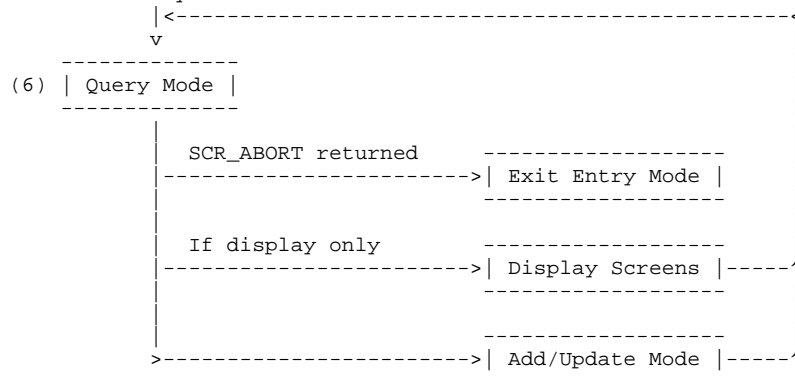 |<-----------------------------------------------<
v
--------------
(6) | Query Mode |
--------------
|
| SCR_ABORT returned ------------------
|----------------------->| Exit Entry Mode |
| ------------------
|
| If display only ------------------
|----------------------->| Display Screens |-----^
| ------------------
|
| ------------------
>----------------------->| Add/Update Mode |-----^